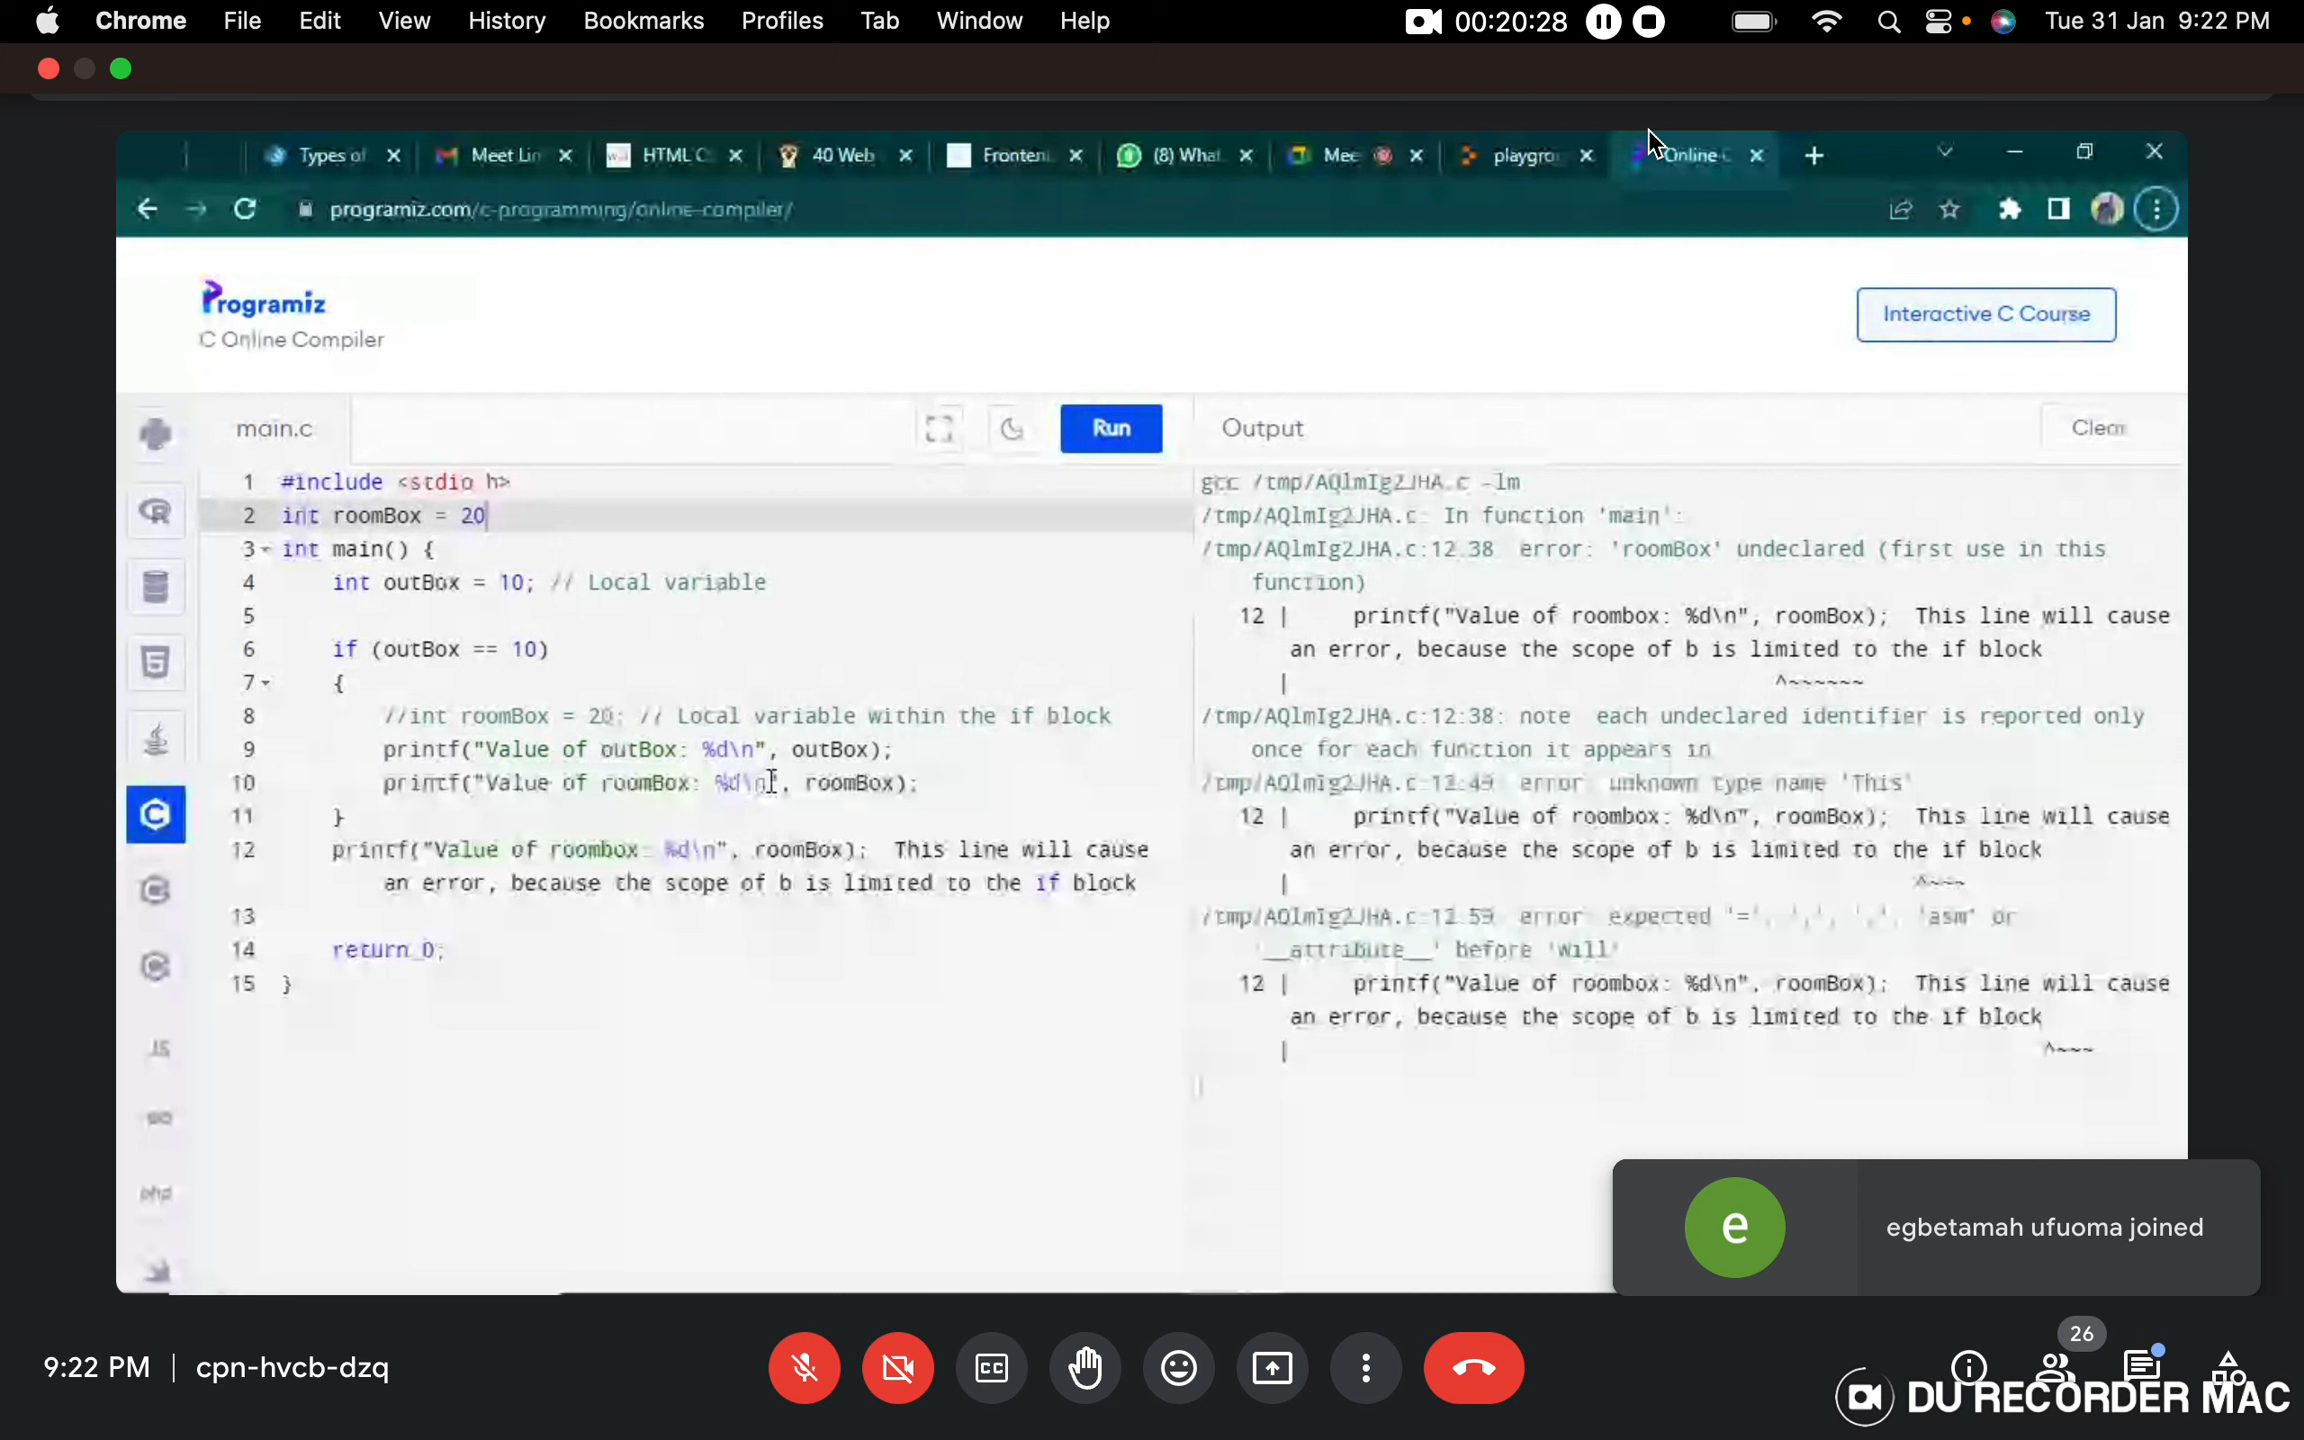 Chrome File Edit View History Bookmarks Profiles Tab Window Help 00:20:28 Tue 31 Jan 9:22 PM
Types of Meet Lin HTML C 40 Web Fronten (8) What Mee playgro Online C
programiz.com/c-programming/online-compiler/
Programiz
C Online Compiler
Interactive C Course
main.c
Run
Output
Clear
1 #include <stdio h>
2 int roomBox = 20
3 int main() {
4 int outBox = 10; // Local variable
5
6 if (outBox == 10)
7 {
8 //int roomBox = 20; // Local variable within the if block
9 printf("Value of outBox: %d\n", outBox);
10 printf("Value of roomBox: %d\n", roomBox);
11 }
12 printf("Value of roombox: %d\n", roomBox); This line will cause
an error, because the scope of b is limited to the if block
13
14 return 0;
15 }
gcc /tmp/AQlmIg2JHA.c -lm
/tmp/AQlmIg2JHA.c: In function 'main':
/tmp/AQlmIg2JHA.c:12.38 error: 'roomBox' undeclared (first use in this
function)
12 | printf("Value of roombox: %d\n", roomBox); This line will cause
an error, because the scope of b is limited to the if block
| ^~~~~~~
/tmp/AQlmIg2JHA.c:12:38: note each undeclared identifier is reported only
once for each function it appears in
/tmp/AQlmIg2JHA.c:12:49: error unknown type name 'This'
12 | printf("Value of roombox: %d\n", roomBox); This line will cause
an error, because the scope of b is limited to the if block
| ^~~~
/tmp/AQlmIg2JHA.c:12.59: error expected '=', ',', ';', 'asm' or
'__attribute__' before 'will'
12 | printf("Value of roombox: %d\n", roomBox); This line will cause
an error, because the scope of b is limited to the if block
| ^~~~
JS
GO
php
e
egbetamah ufuoma joined
9:22 PM | cpn-hvcb-dzq
26
DU RECORDER MAC